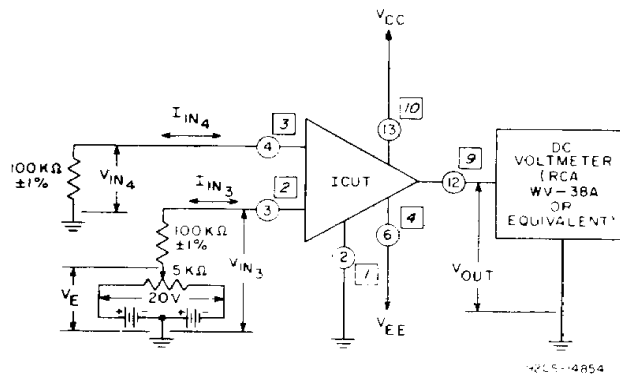 VCC
10
13
IIN4
3
4
100KΩ
±1%
VIN4
IIN3
2
3
ICUT
9
12
DC
VOLTMETER
(RCA
WV-38A
OR
EQUIVALENT)
100KΩ
±1%
VIN3
4
6
2
1
5KΩ
VE
20V
+ - + -
VOUT
VEE